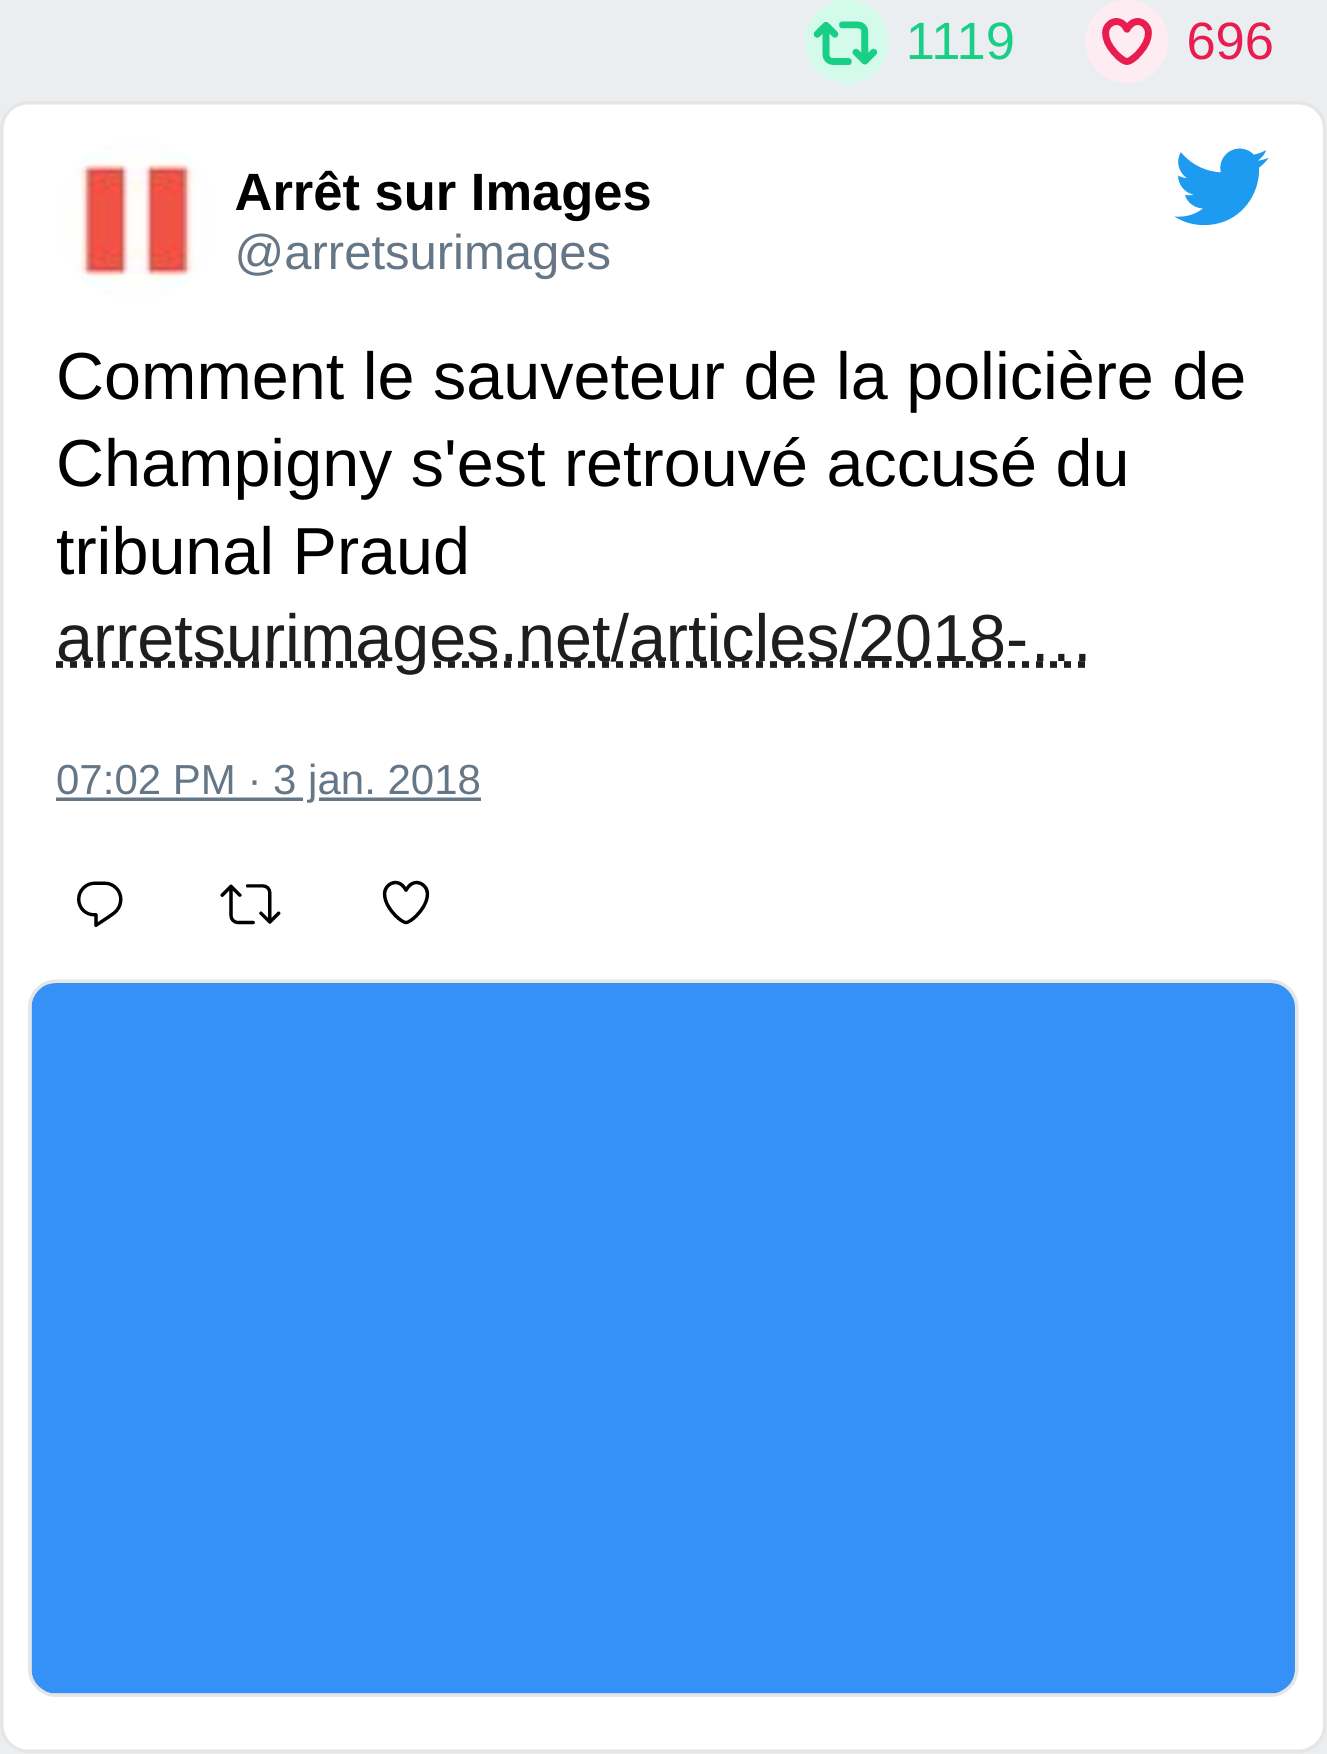 1119 696
Arrêt sur Images
@arretsurimages
Comment le sauveteur de la policière de
Champigny s'est retrouvé accusé du
tribunal Praud
arretsurimages.net/articles/2018-...
07:02 PM · 3 jan. 2018